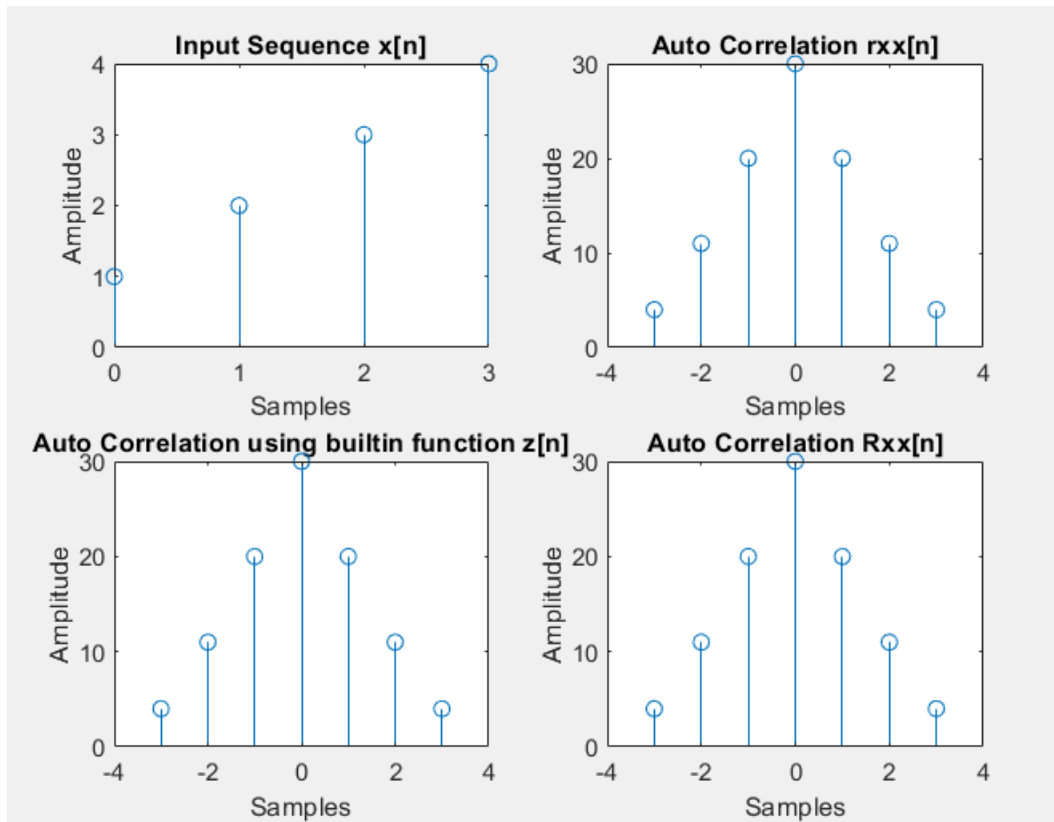 Input Sequence x[n]
4
3
2
1
0
Amplitude
0 1 2 3
Samples
Auto Correlation rxx[n]
30
20
10
0
Amplitude
-4 -2 0 2 4
Samples
Auto Correlation using builtin function z[n]
30
20
10
0
Amplitude
-4 -2 0 2 4
Samples
Auto Correlation Rxx[n]
30
20
10
0
Amplitude
-4 -2 0 2 4
Samples